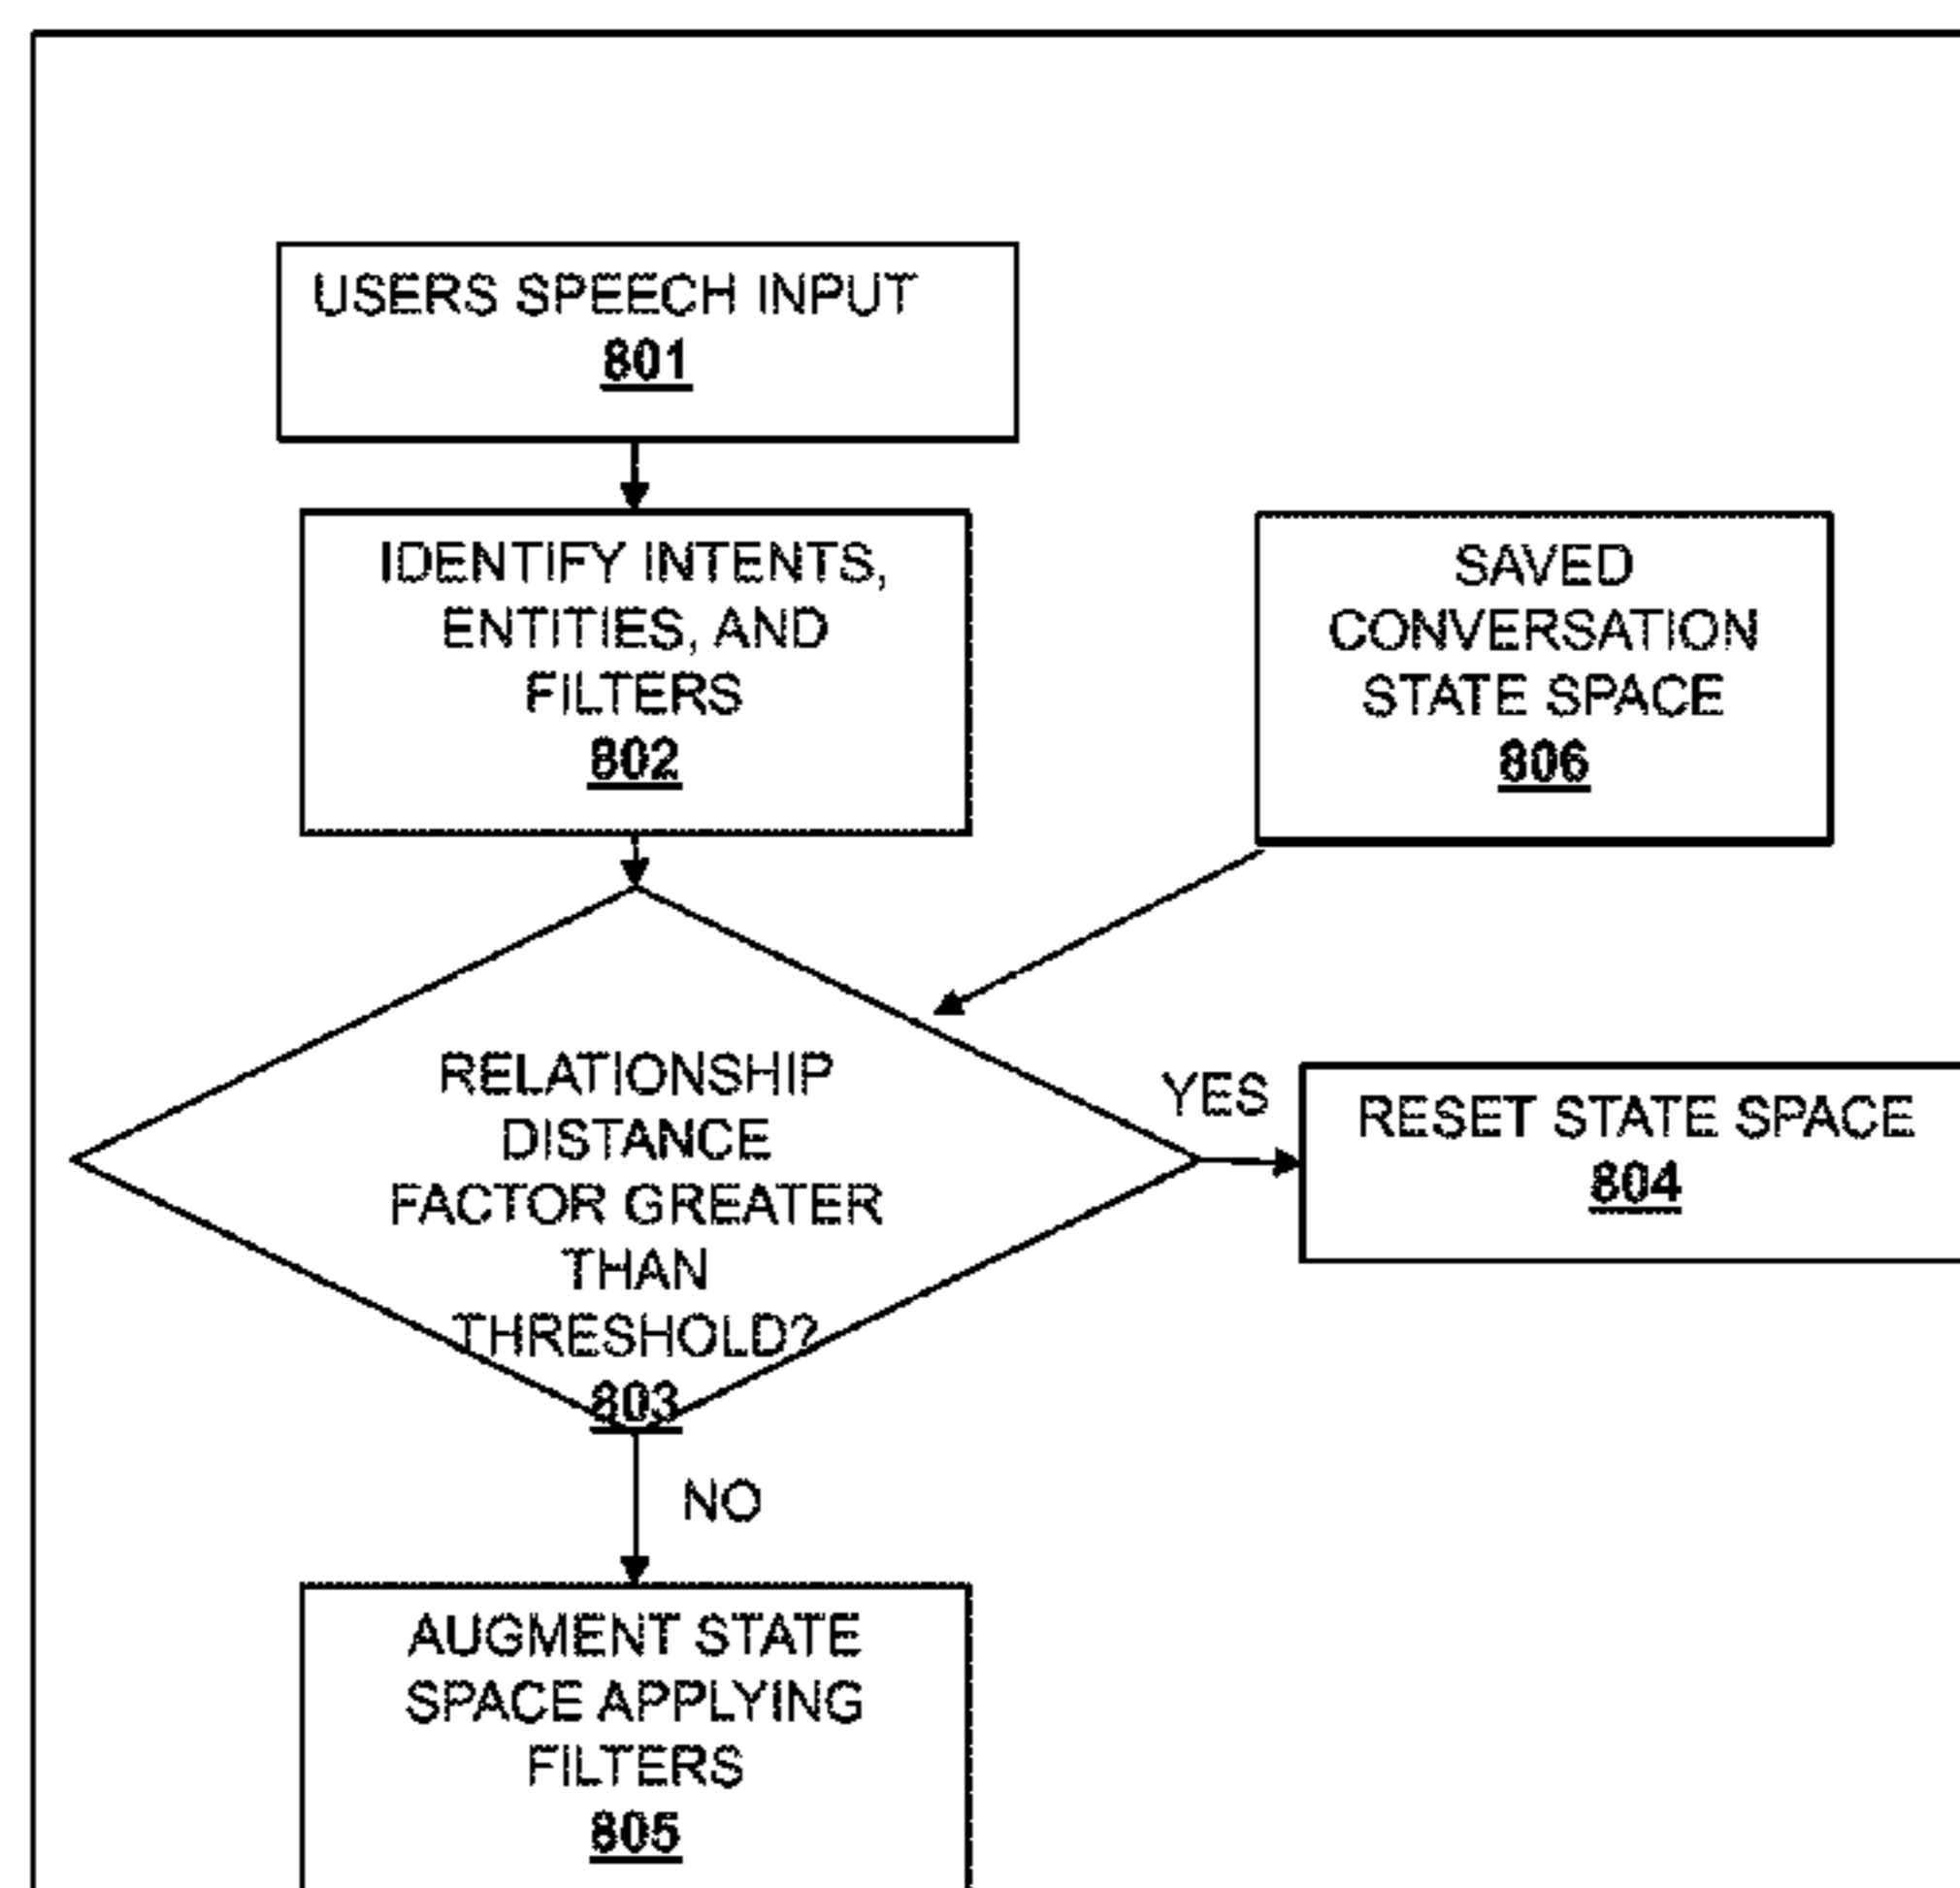 USERS SPEECH INPUT
801
IDENTIFY INTENTS,
ENTITIES, AND
FILTERS
802
SAVED
CONVERSATION
STATE SPACE
806
RELATIONSHIP
DISTANCE
FACTOR GREATER
THAN
THRESHOLD?
803
YES
RESET STATE SPACE
804
NO
AUGMENT STATE
SPACE APPLYING
FILTERS
805